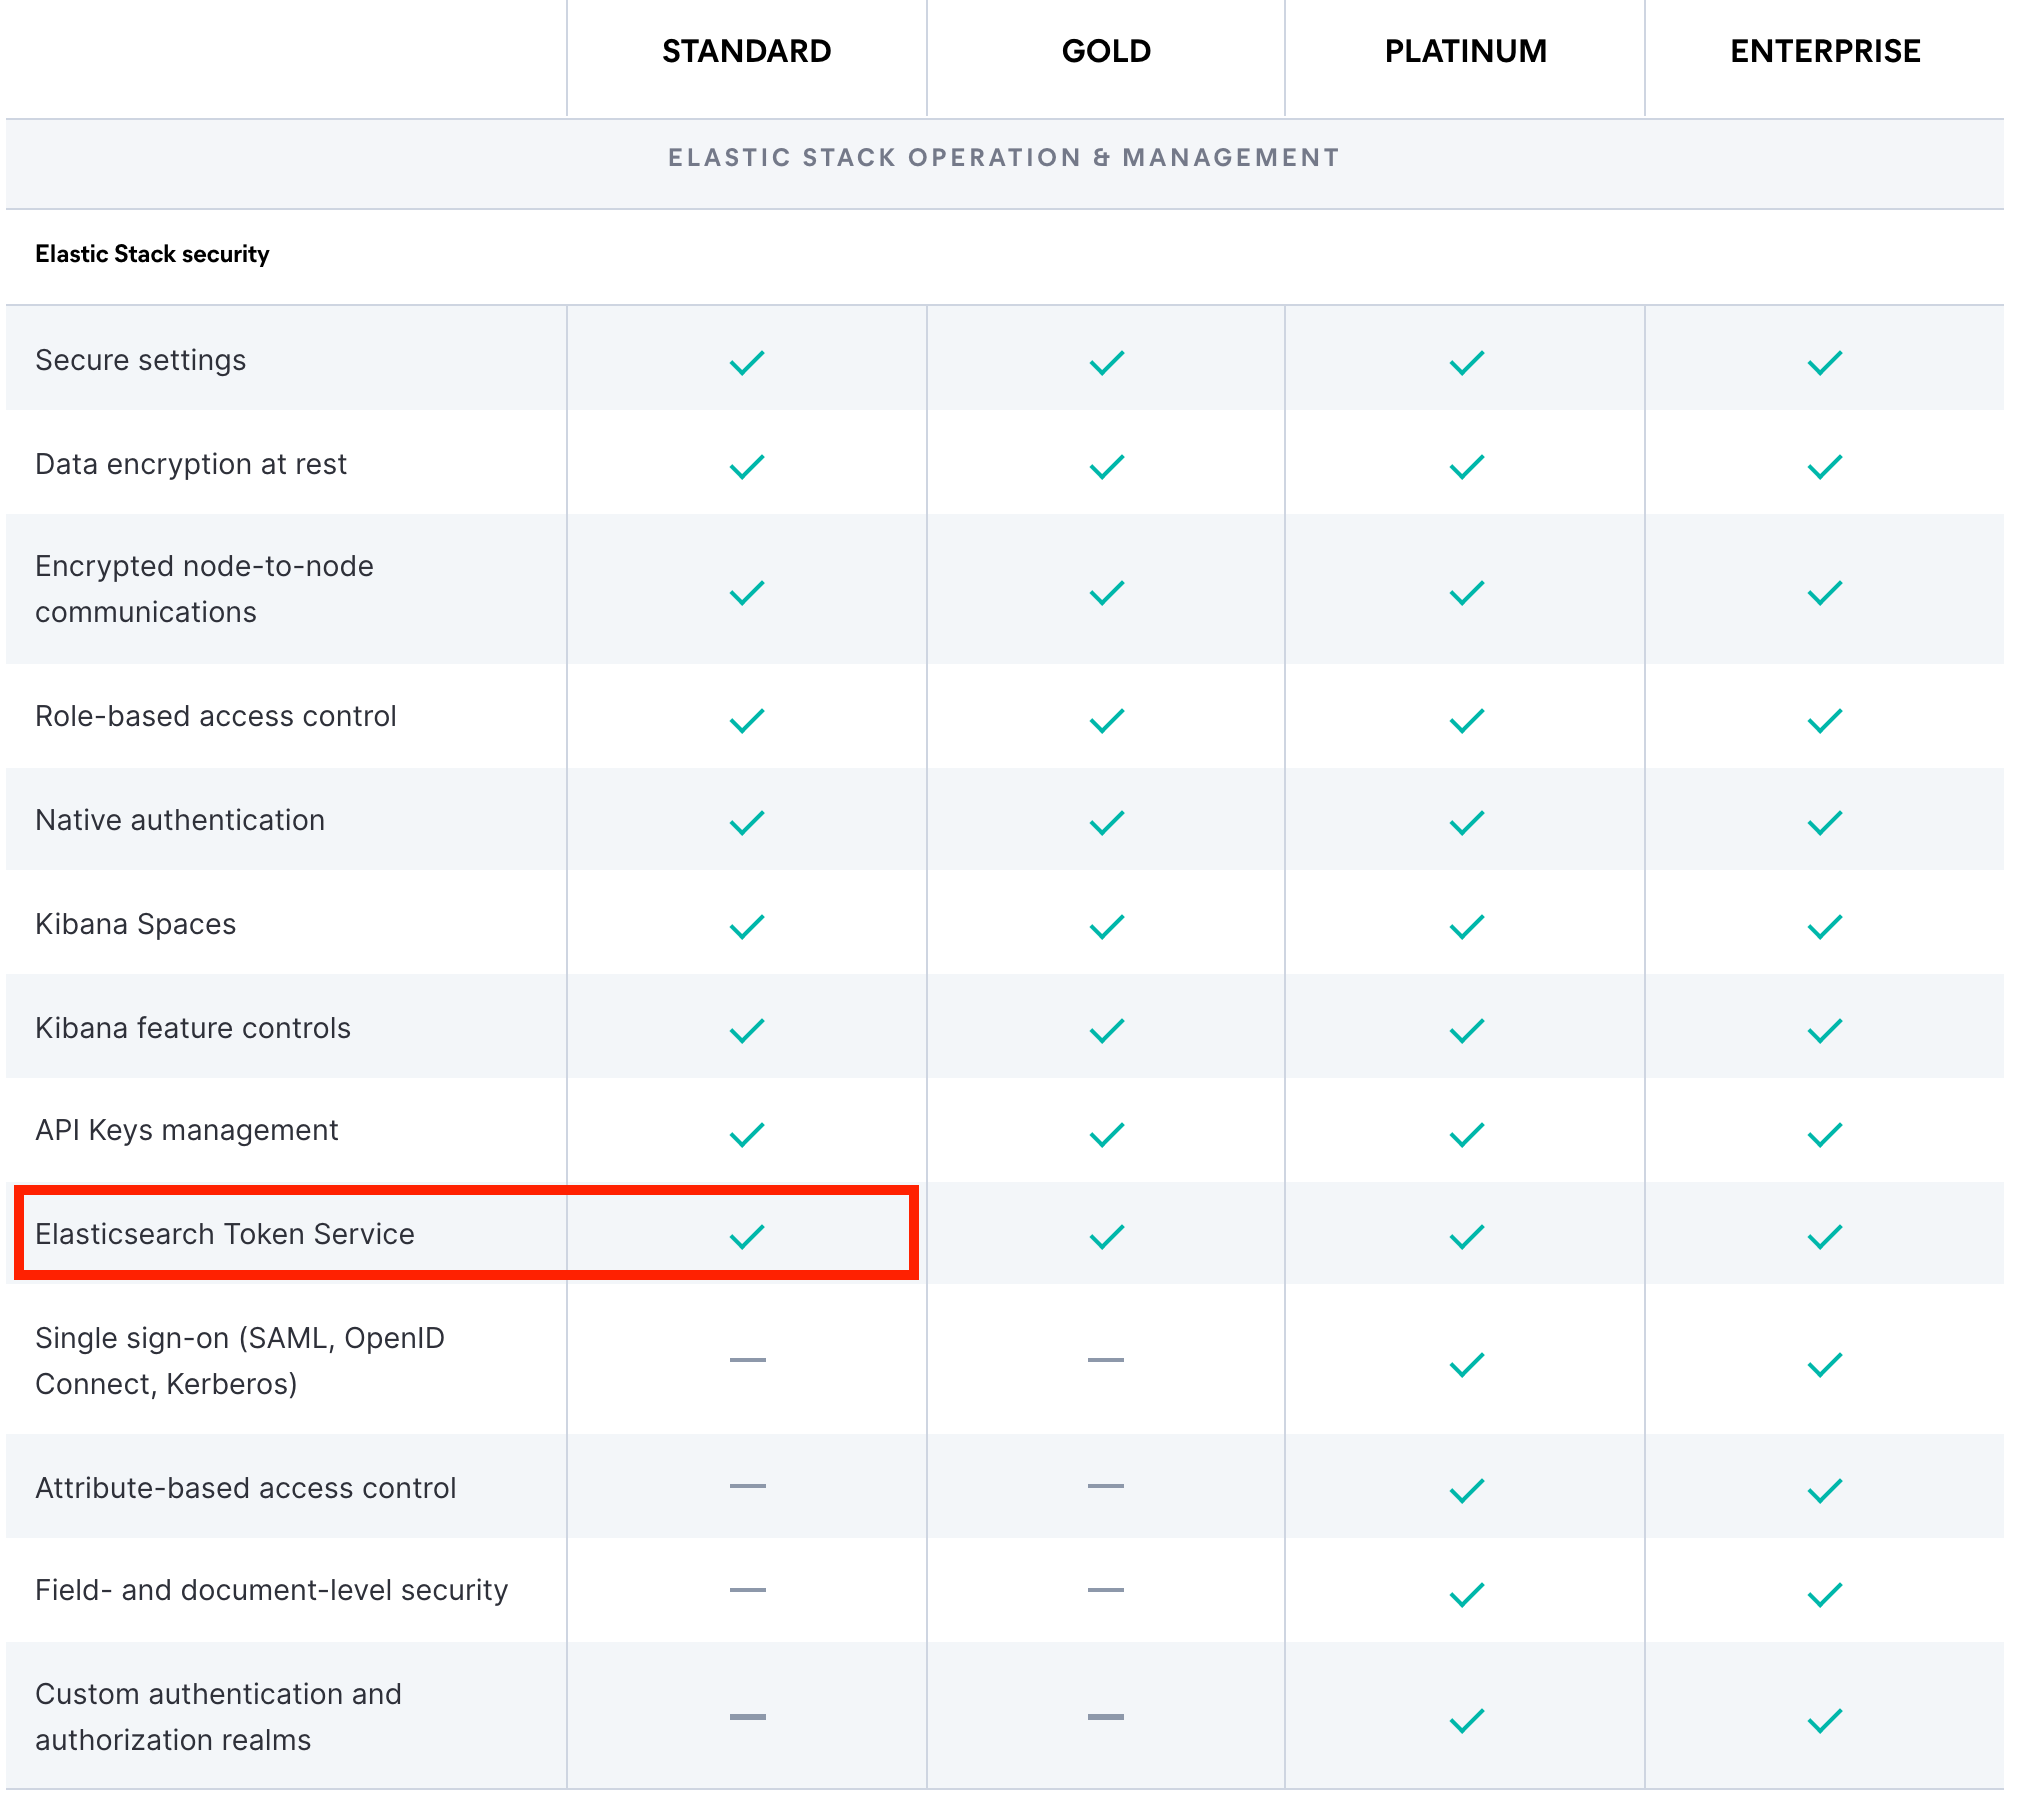 STANDARD GOLD PLATINUM ENTERPRISE
ELASTIC STACK OPERATION & MANAGEMENT
Elastic Stack security
Secure settings
Data encryption at rest
Encrypted node-to-node
communications
Role-based access control
Native authentication
Kibana Spaces
Kibana feature controls
API Keys management
Elasticsearch Token Service
Single sign-on (SAML, OpenID
Connect, Kerberos)
Attribute-based access control
Field- and document-level security
Custom authentication and
authorization realms